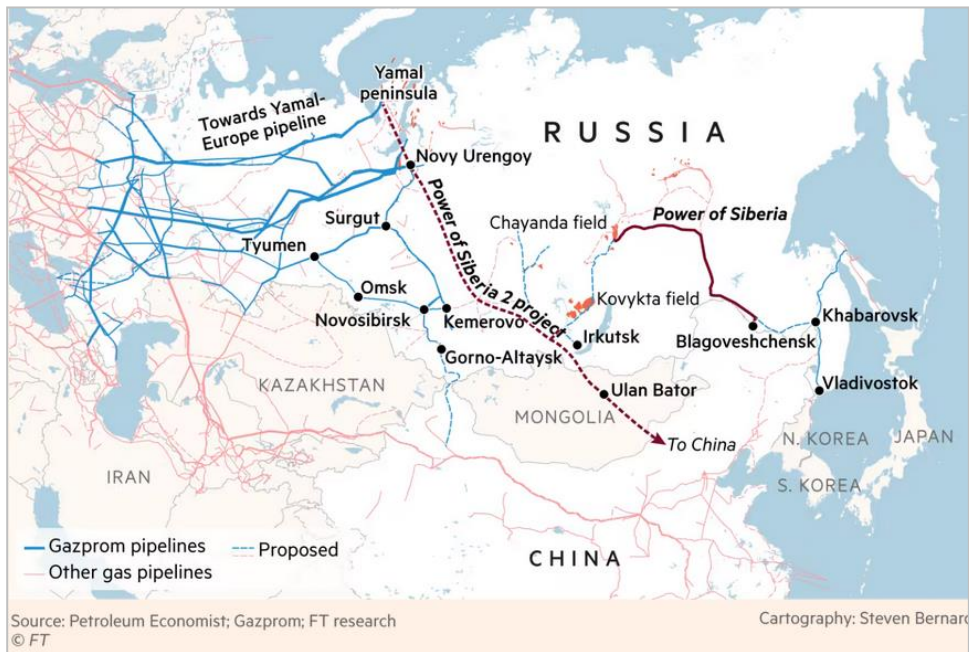 Yamal
peninsula
Towards Yamal-
Europe pipeline
RUSSIA
Novy Urengoy
Power of Siberia 2 project
Power of Siberia
Chayanda field
Surgut
Tyumen
Omsk
Kovykta field
Novosibirsk
Kemerovo
Irkutsk
Khabarovsk
Blagoveshchensk
Gorno-Altaysk
KAZAKHSTAN
Ulan Bator
Vladivostok
MONGOLIA
To China
N. KOREA
JAPAN
IRAN
S. KOREA
Gazprom pipelines
Proposed
Other gas pipelines
CHINA
Source: Petroleum Economist; Gazprom; FT research
Cartography: Steven Bernard
© FT